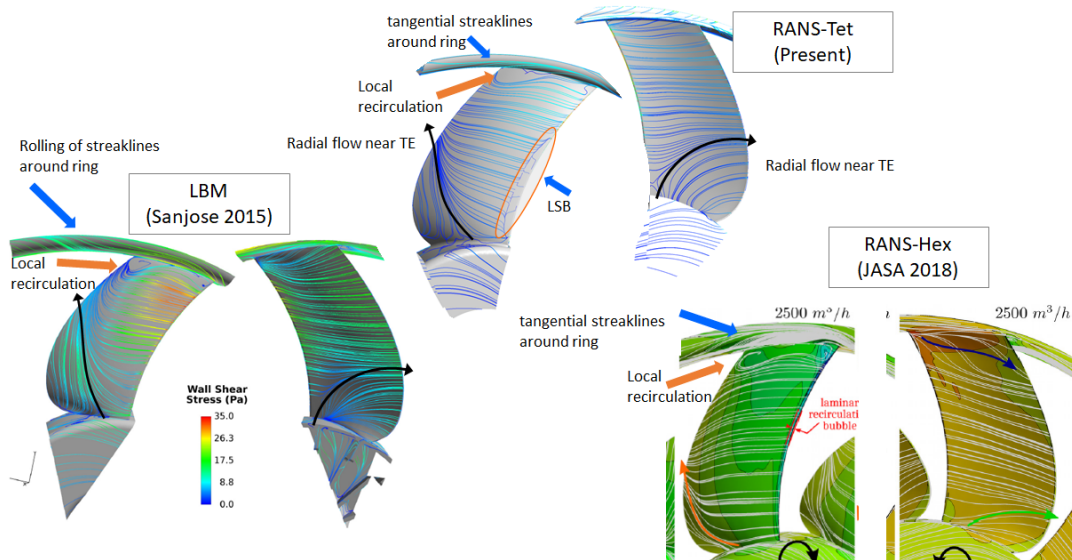 tangential streaklines
around ring
RANS-Tet
(Present)
Local
recirculation
Radial flow near TE
Radial flow near TE
LSB
Rolling of streaklines
around ring
LBM
(Sanjose 2015)
Local
recirculation
Wall Shear
Stress (Pa)
35.0
26.3
17.5
8.8
0.0
RANS-Hex
(JASA 2018)
tangential streaklines
around ring
2500 m³/h
2500 m³/h
Local
recirculation
laminar
recirculati
bubble